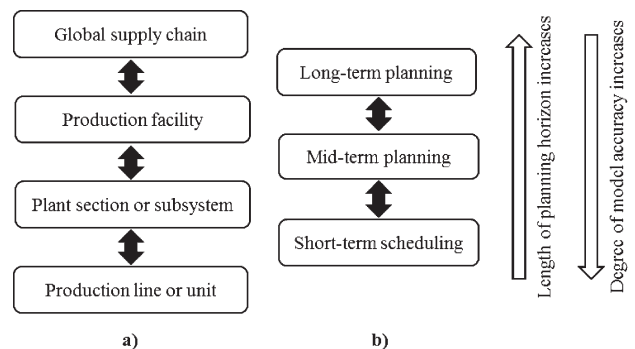 Global supply chain
Production facility
Plant section or subsystem
Production line or unit
a)
Long-term planning
Mid-term planning
Short-term scheduling
b)
Length of planning horizon increases
Degree of model accuracy increases